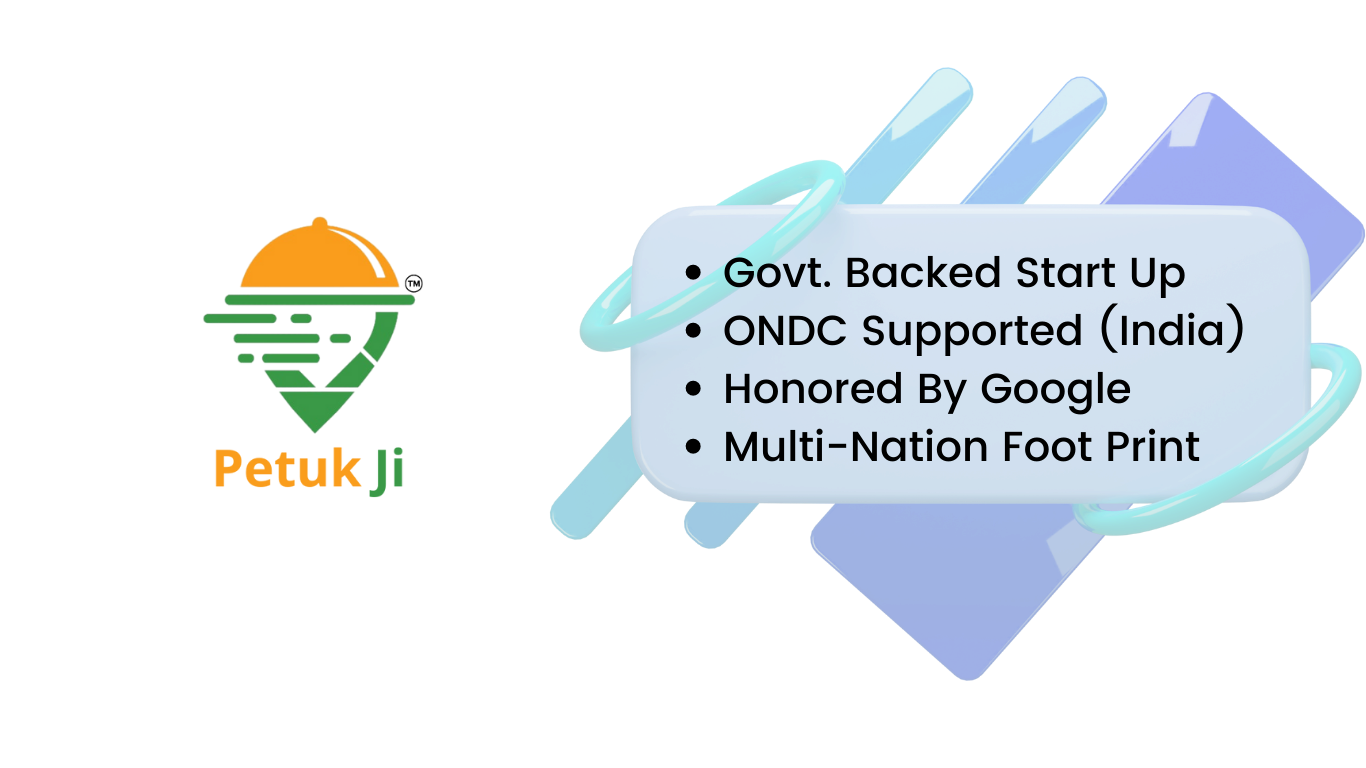 TM
Petuk Ji
• Govt. Backed Start Up
• ONDC Supported (India)
• Honored By Google
• Multi-Nation Foot Print